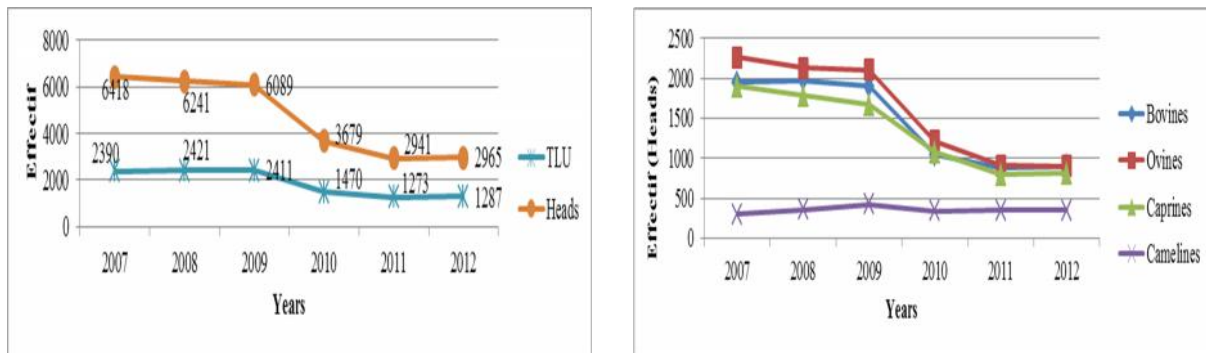 8000
6000
4000
2000
0
Effectif
6418
6241
6089
3679
2941
2965
2390
2421
2411
1470
1273
1287
2007 2008 2009 2010 2011 2012
Years
TLU
Heads
2500
2000
1500
1000
500
0
Effectif (Heads)
2007 2008 2009 2010 2011 2012
Years
Bovines
Ovines
Caprines
Camelines